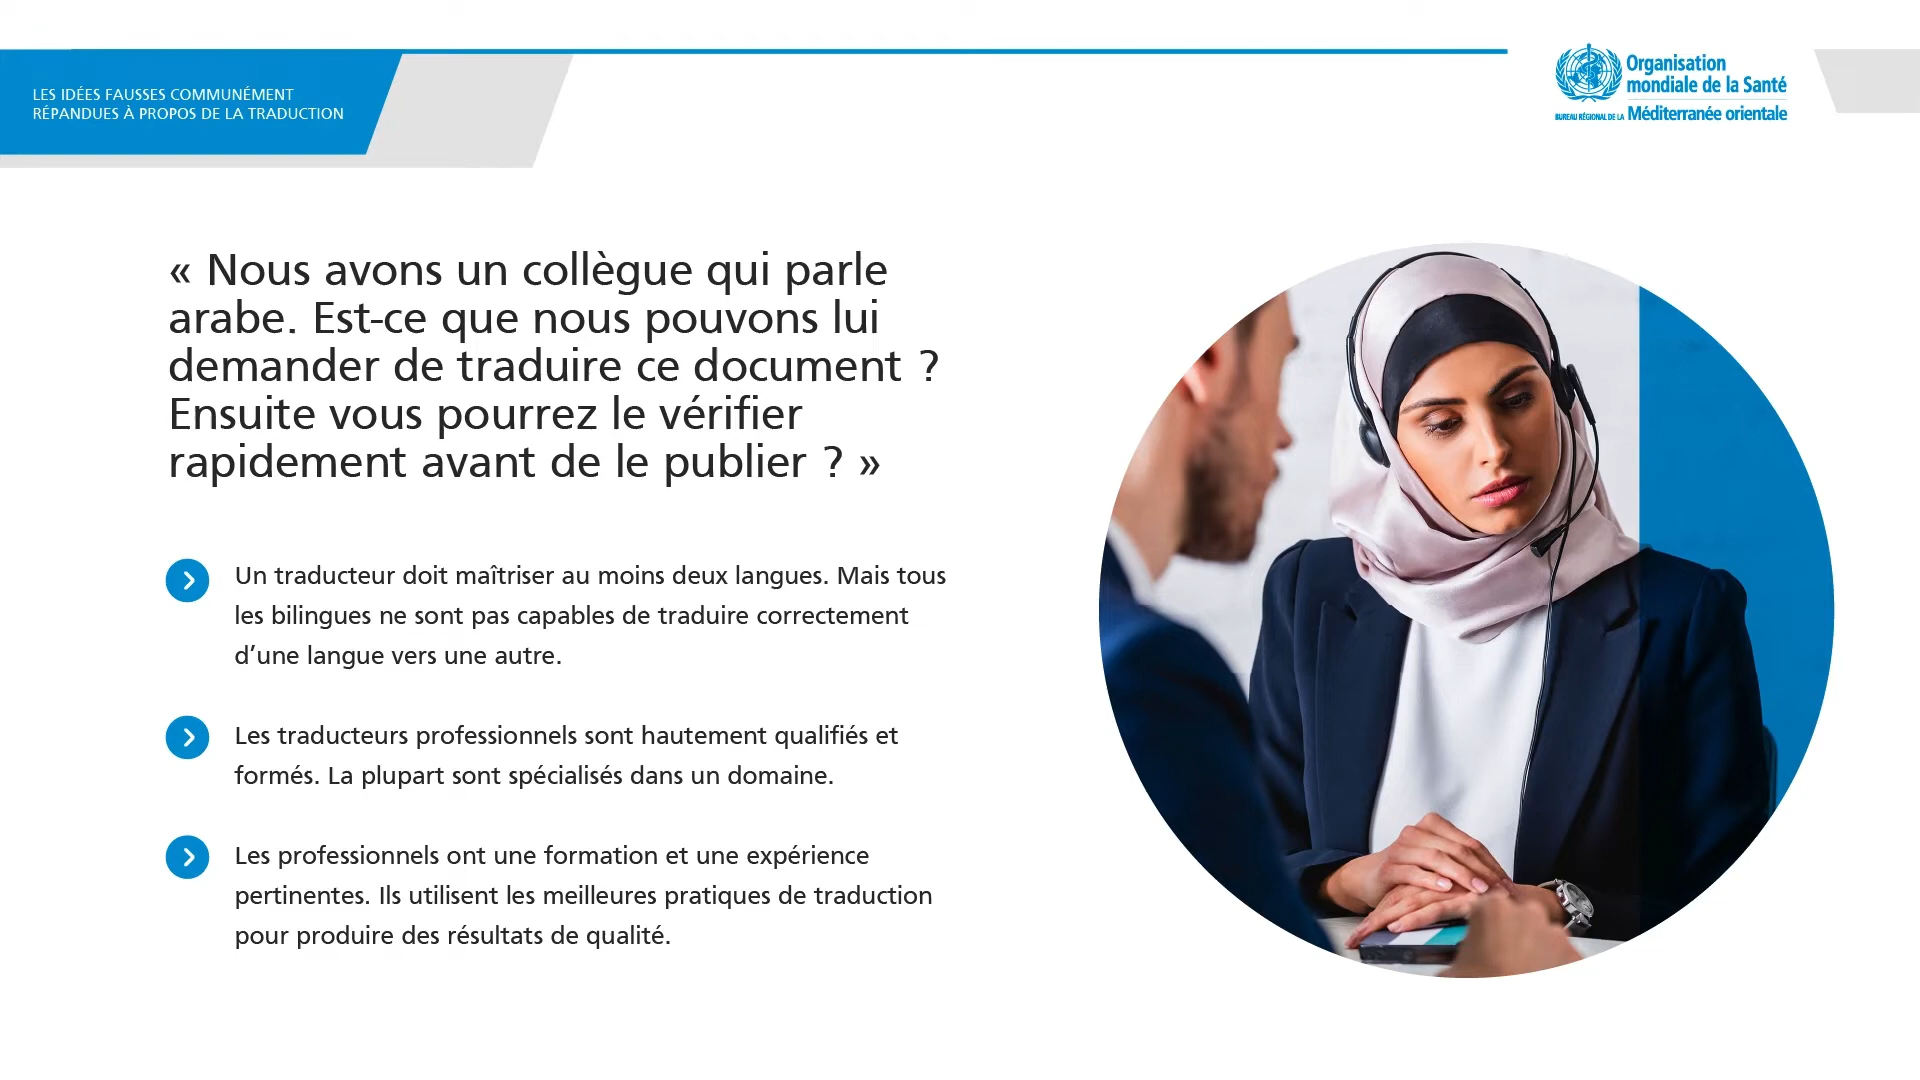 LES IDÉES FAUSSES COMMUNÉMENT
RÉPANDUES À PROPOS DE LA TRADUCTION
Organisation
mondiale de la Santé
BUREAU RÉGIONAL DE LA Méditerranée orientale
« Nous avons un collègue qui parle
arabe. Est-ce que nous pouvons lui
demander de traduire ce document ?
Ensuite vous pourrez le vérifier
rapidement avant de le publier ? »
Un traducteur doit maîtriser au moins deux langues. Mais tous
les bilingues ne sont pas capables de traduire correctement
d’une langue vers une autre.
Les traducteurs professionnels sont hautement qualifiés et
formés. La plupart sont spécialisés dans un domaine.
Les professionnels ont une formation et une expérience
pertinentes. Ils utilisent les meilleures pratiques de traduction
pour produire des résultats de qualité.